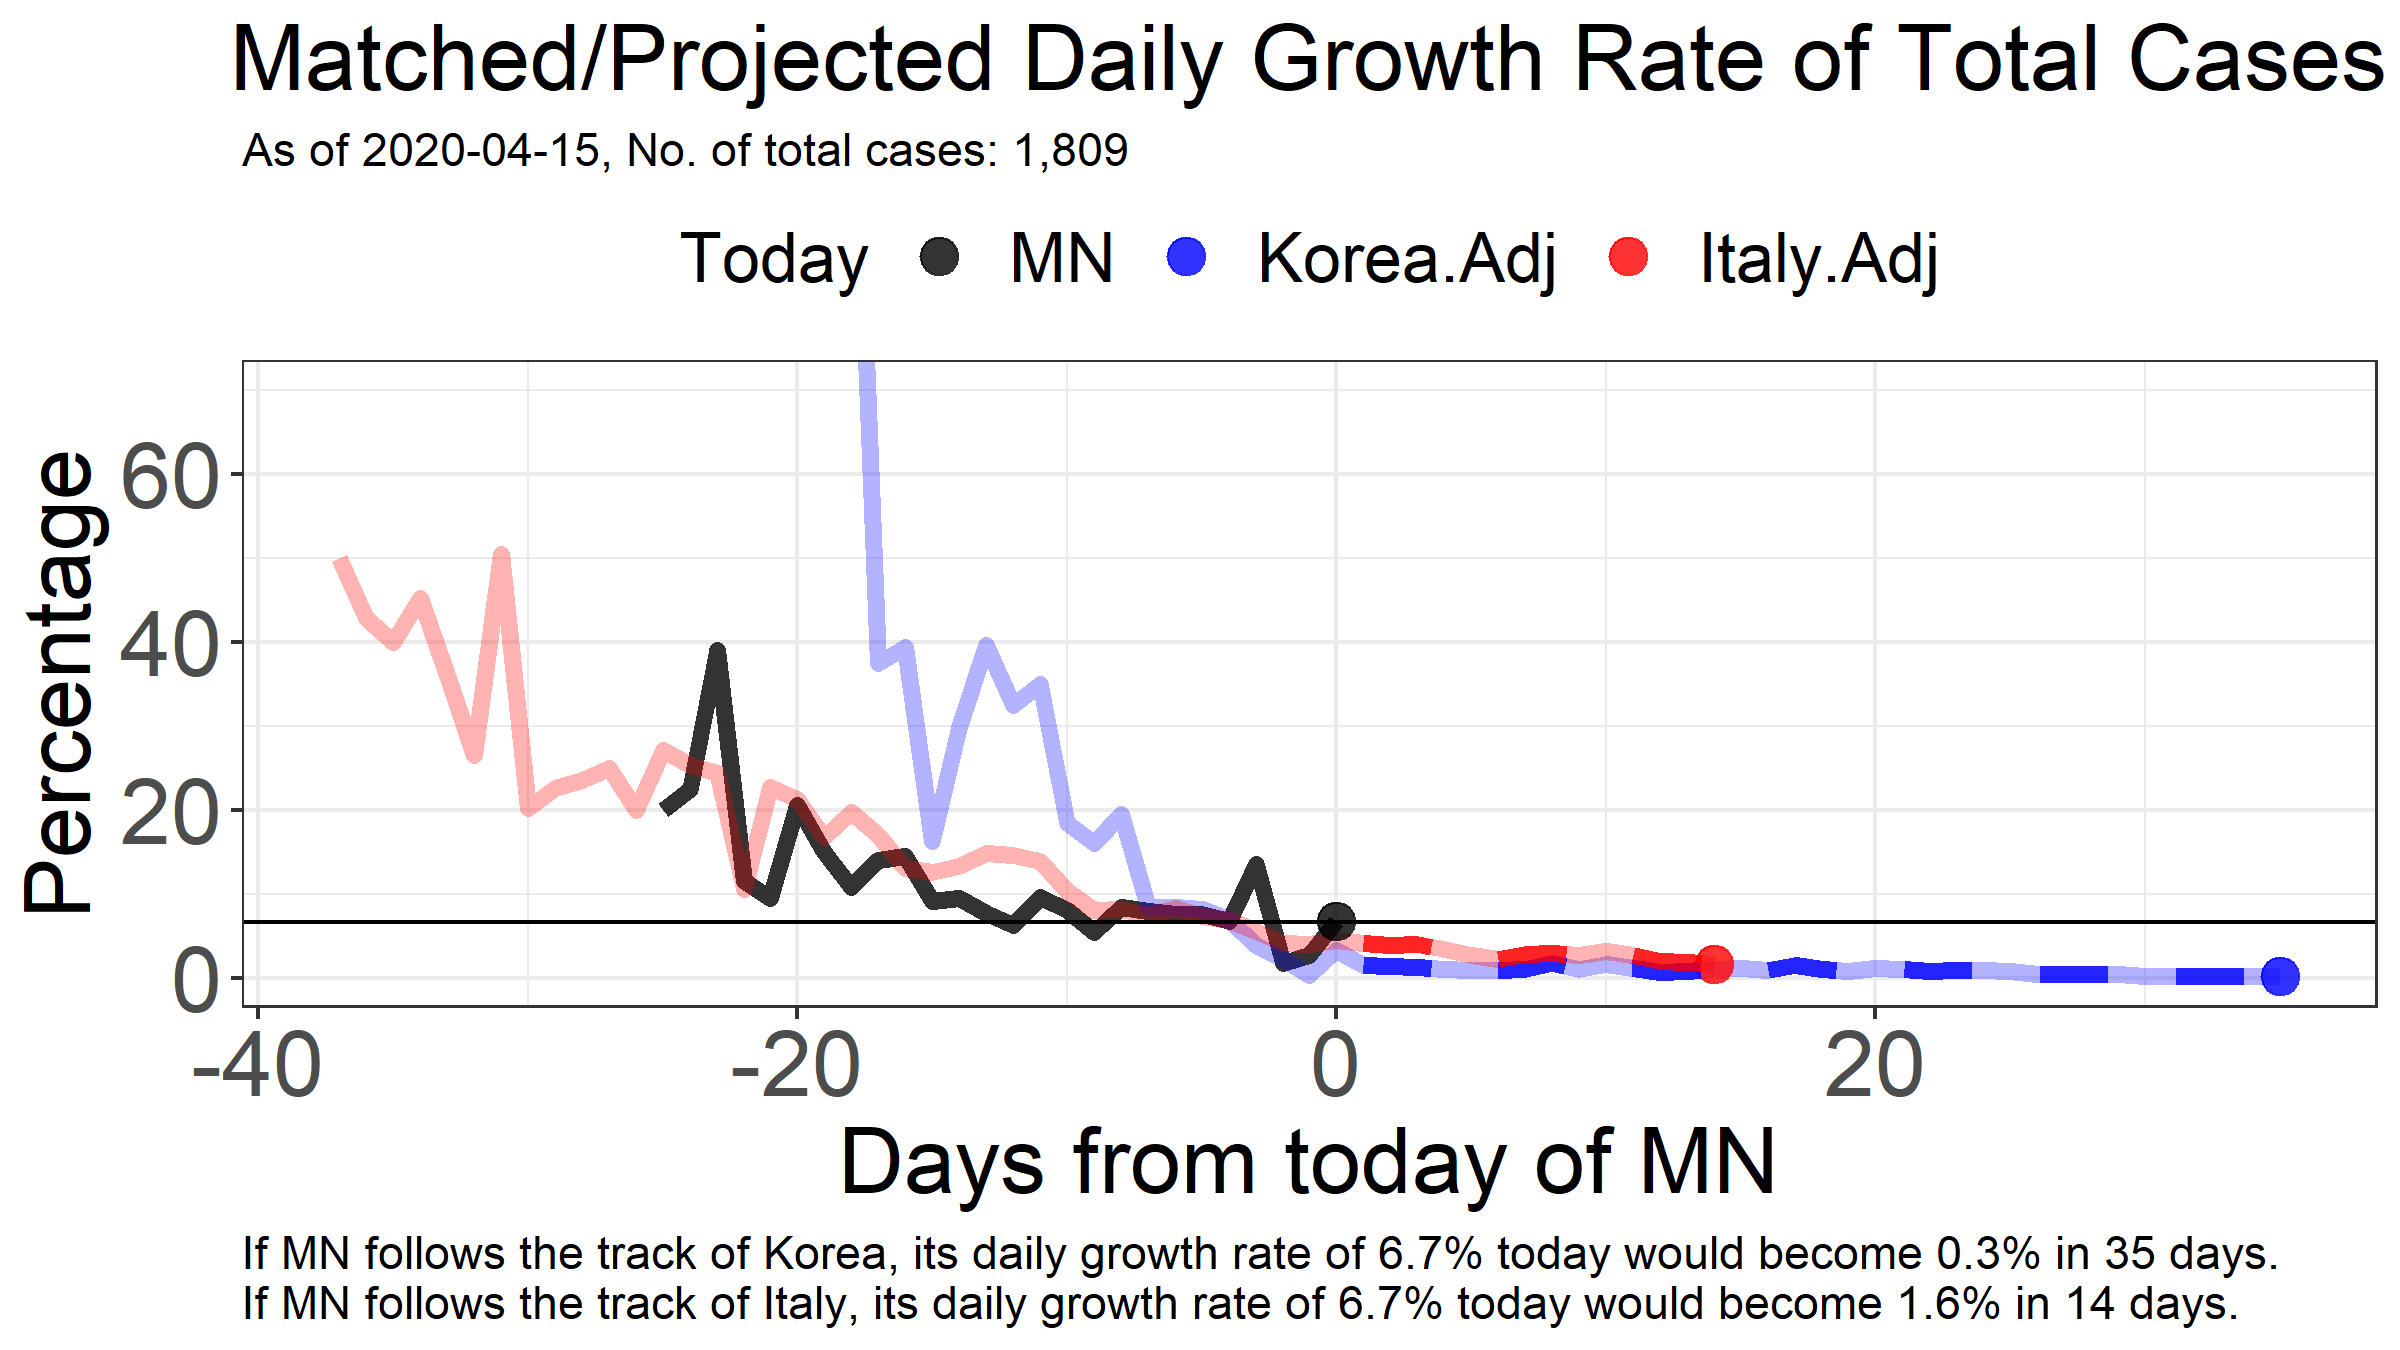 Matched/Projected Daily Growth Rate of Total Cases
As of 2020-04-15, No. of total cases: 1,809
Today MN Korea.Adj Italy.Adj
Percentage
60
40
20
0
-40 -20 0 20
Days from today of MN
If MN follows the track of Korea, its daily growth rate of 6.7% today would become 0.3% in 35 days.
If MN follows the track of Italy, its daily growth rate of 6.7% today would become 1.6% in 14 days.